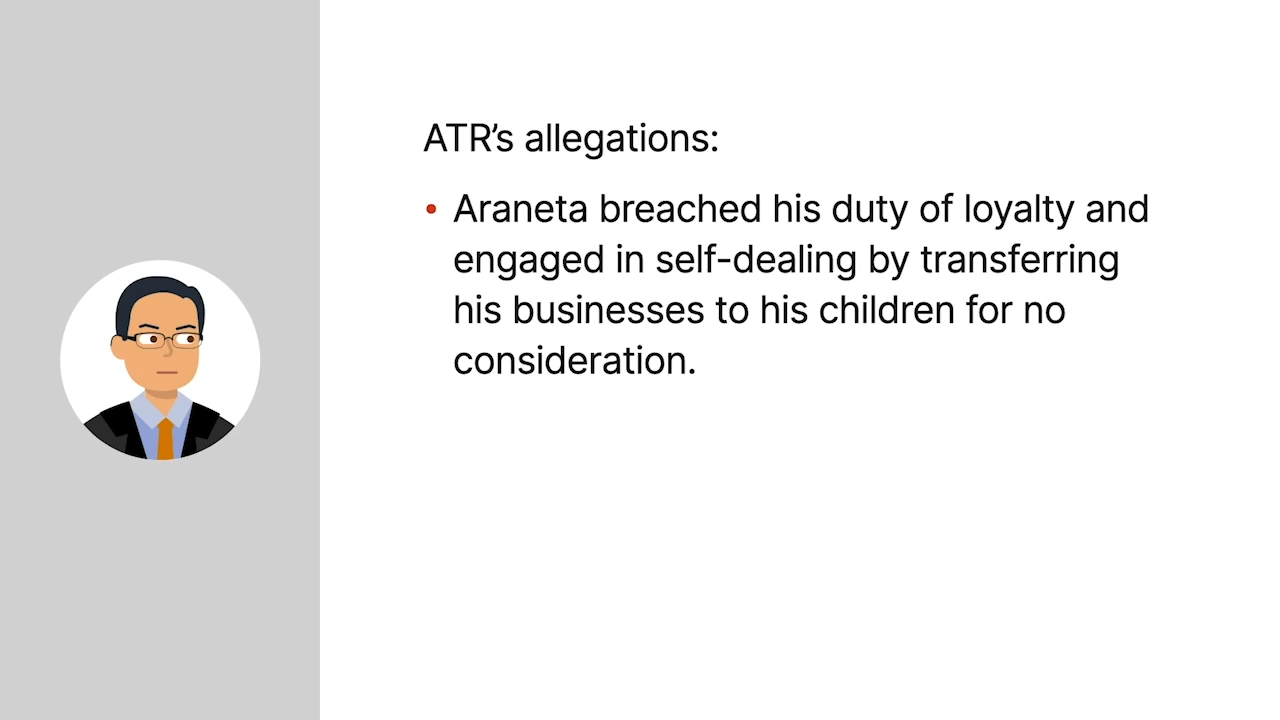 ATR’s allegations:
• Araneta breached his duty of loyalty and
engaged in self-dealing by transferring
his businesses to his children for no
consideration.